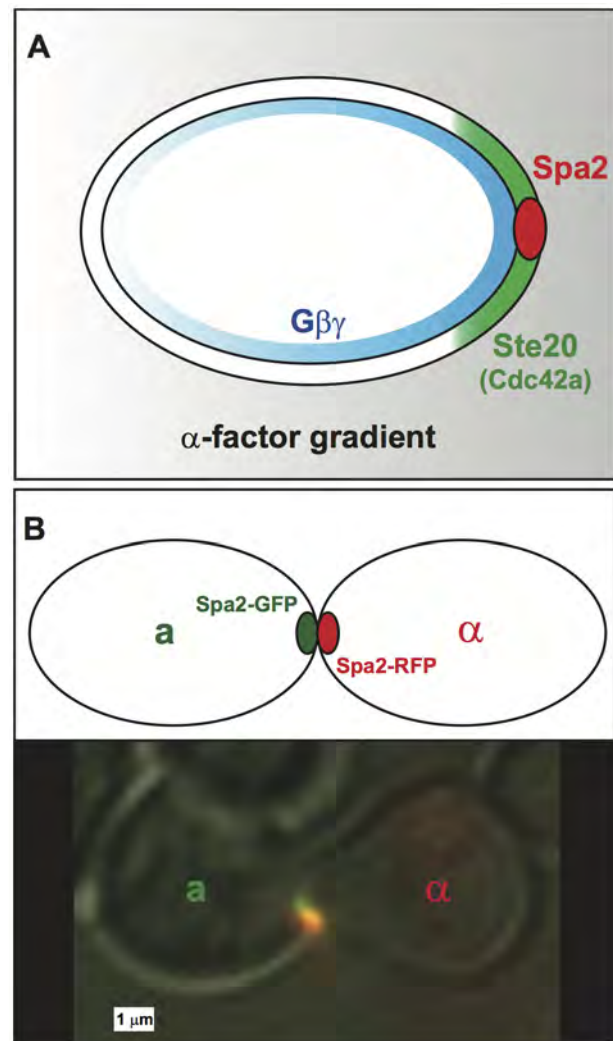 A
Spa2
Gβγ
Ste20
(Cdc42a)
α-factor gradient
B
Spa2-GFP
a
α
Spa2-RFP
a
α
1 μm